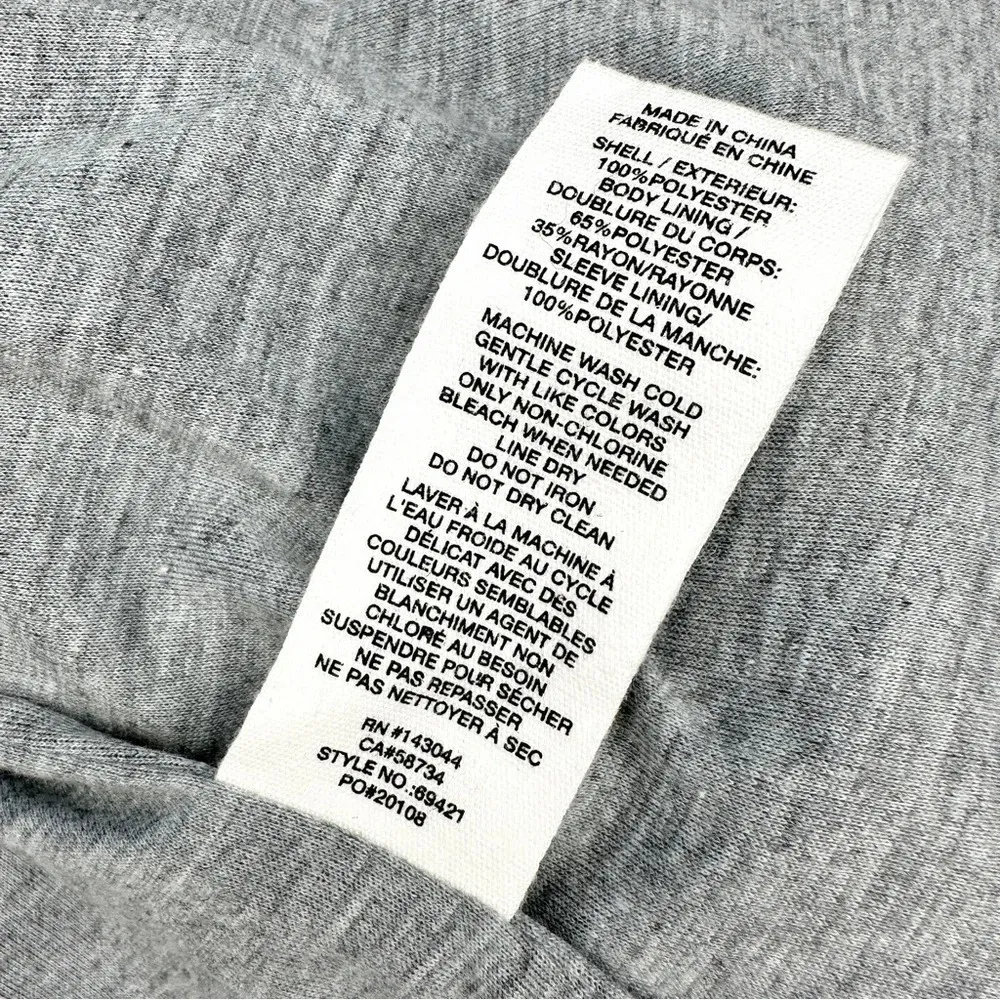 MADE IN CHINA
FABRIQUÉ EN CHINE
SHELL / EXTERIEUR:
100%POLYESTER
BODY LINING /
DOUBLURE DU CORPS:
65%POLYESTER
35%RAYON/RAYONNE
SLEEVE LINING/
DOUBLURE DE LA MANCHE:
100%POLYESTER
MACHINE WASH COLD
GENTLE CYCLE WASH
WITH LIKE COLORS
ONLY NON-CHLORINE
BLEACH WHEN NEEDED
LINE DRY
DO NOT IRON
DO NOT DRY CLEAN
LAVER À LA MACHINE À
L'EAU FROIDE AU CYCLE
DÉLICAT AVEC DES
COULEURS SEMBLABLES
UTILISER UN AGENT DE
BLANCHIMENT NON
CHLORÉ AU BESOIN
SUSPENDRE POUR SÉCHER
NE PAS REPASSER
NE PAS NETTOYER À SEC
RN #143044
CA#58734
STYLE NO.:69421
PO#20108